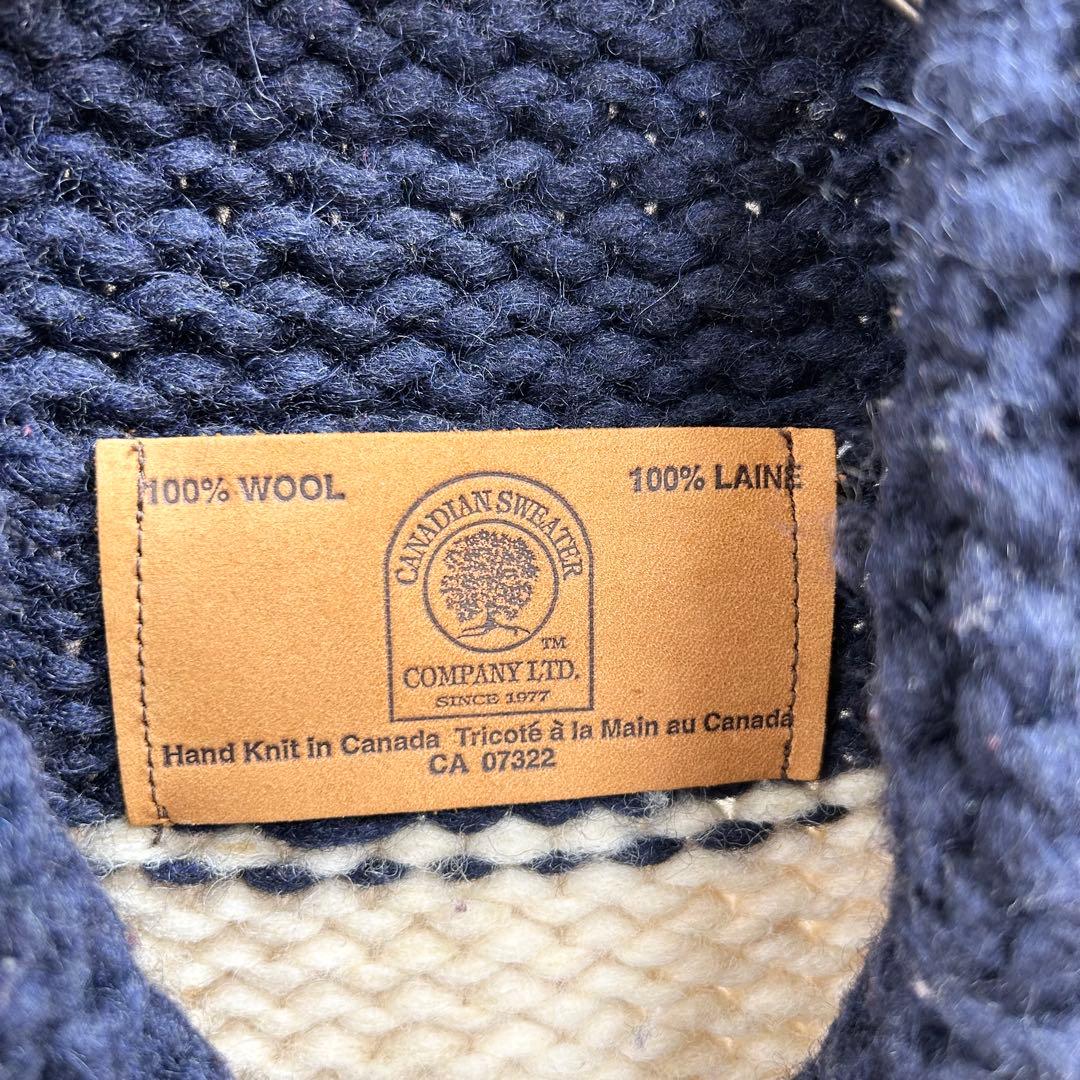 100% WOOL
100% LAINE
CANADIAN SWEATER
TM
COMPANY LTD.
SINCE 1977
Hand Knit in Canada Tricoté à la Main au Canada
CA 07322